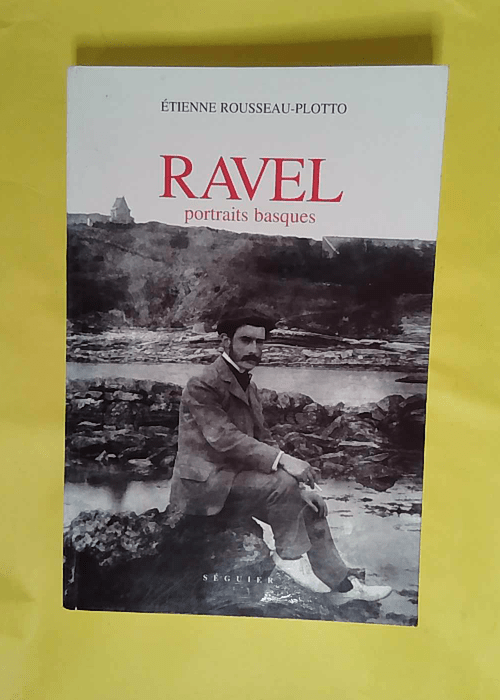 ÉTIENNE ROUSSEAU-PLOTTO
RAVEL
portraits basques
SÉGUIER